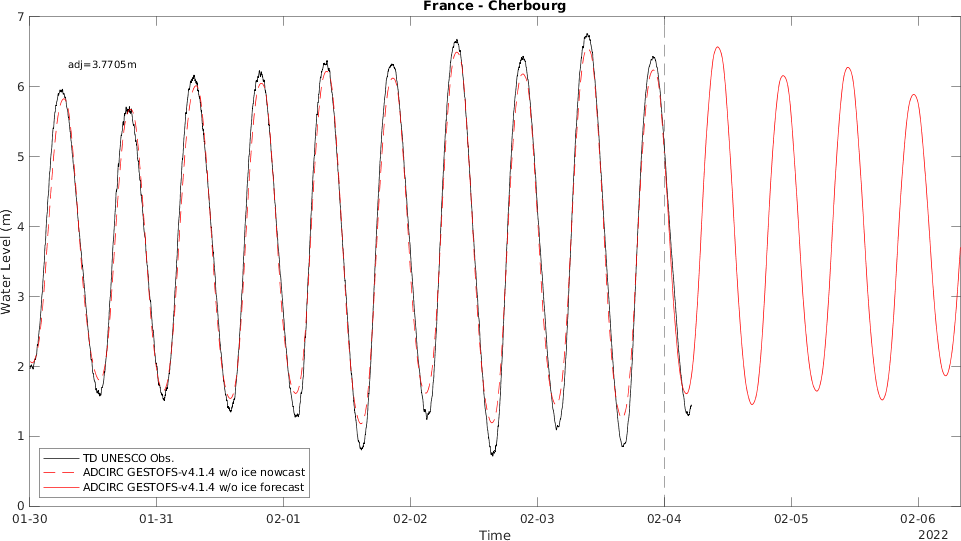 France - Cherbourg
7
adj=3.7705m
6
5
4
3
2
1
0
Water Level (m)
TD UNESCO Obs.
ADCIRC GESTOFS-v4.1.4 w/o ice nowcast
ADCIRC GESTOFS-v4.1.4 w/o ice forecast
01-30 01-31 02-01 02-02 02-03 02-04 02-05 02-06
Time
2022